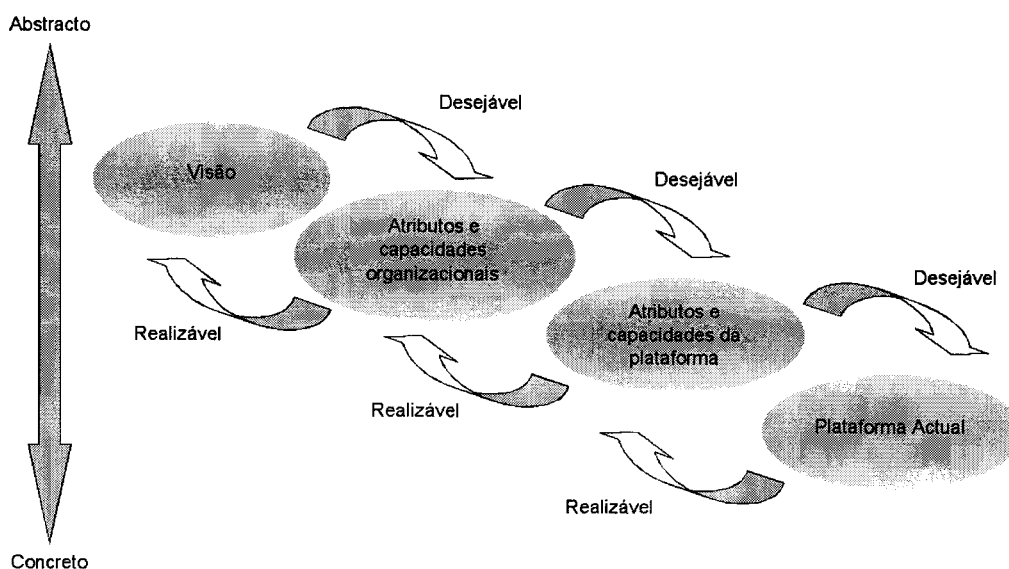 Abstracto
Desejável
Visão
Desejável
Atributos e
capacidades
organizacionais
Desejável
Realizável
Atributos e
capacidades da
plataforma
Realizável
Plataforma Actual
Realizável
Concreto